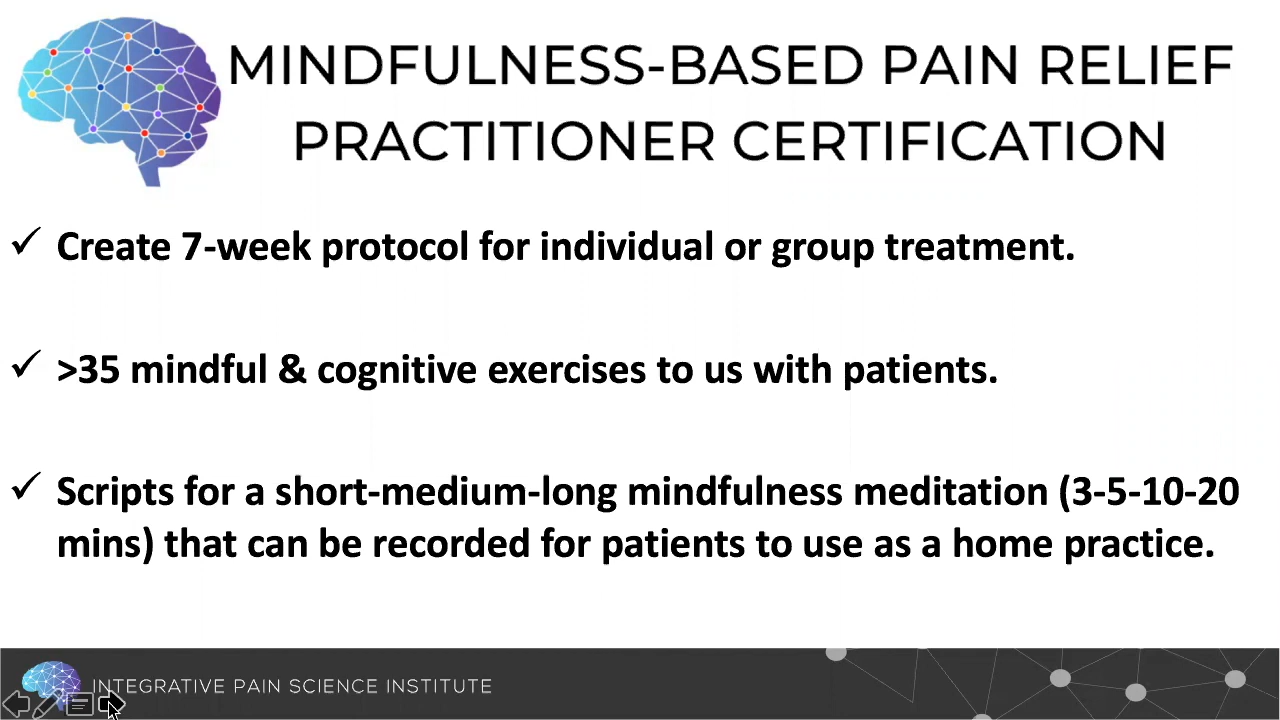 MINDFULNESS-BASED PAIN RELIEF
PRACTITIONER CERTIFICATION
✓ Create 7-week protocol for individual or group treatment.
✓ >35 mindful & cognitive exercises to us with patients.
✓ Scripts for a short-medium-long mindfulness meditation (3-5-10-20
mins) that can be recorded for patients to use as a home practice.
INTEGRATIVE PAIN SCIENCE INSTITUTE